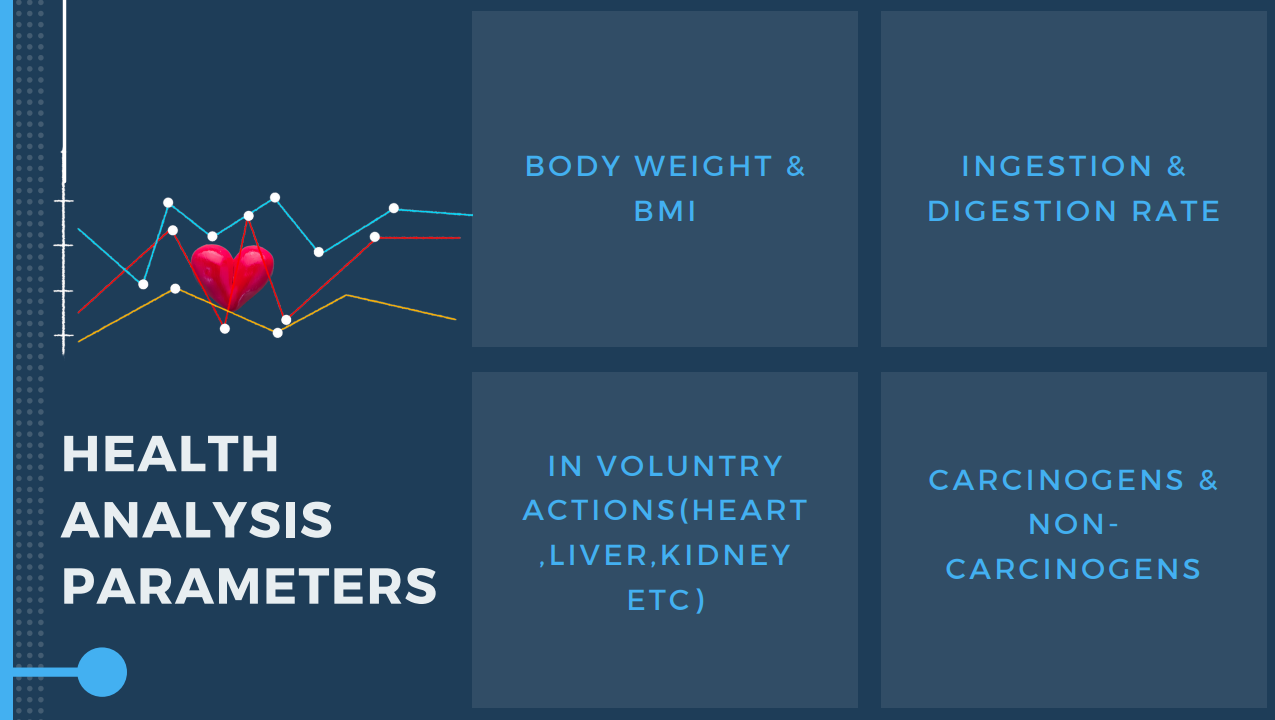 HEALTH
ANALYSIS
PARAMETERS
BODY WEIGHT &
BMI
INGESTION &
DIGESTION RATE
IN VOLUNTRY
ACTIONS(HEART
,LIVER,KIDNEY
ETC)
CARCINOGENS &
NON-
CARCINOGENS